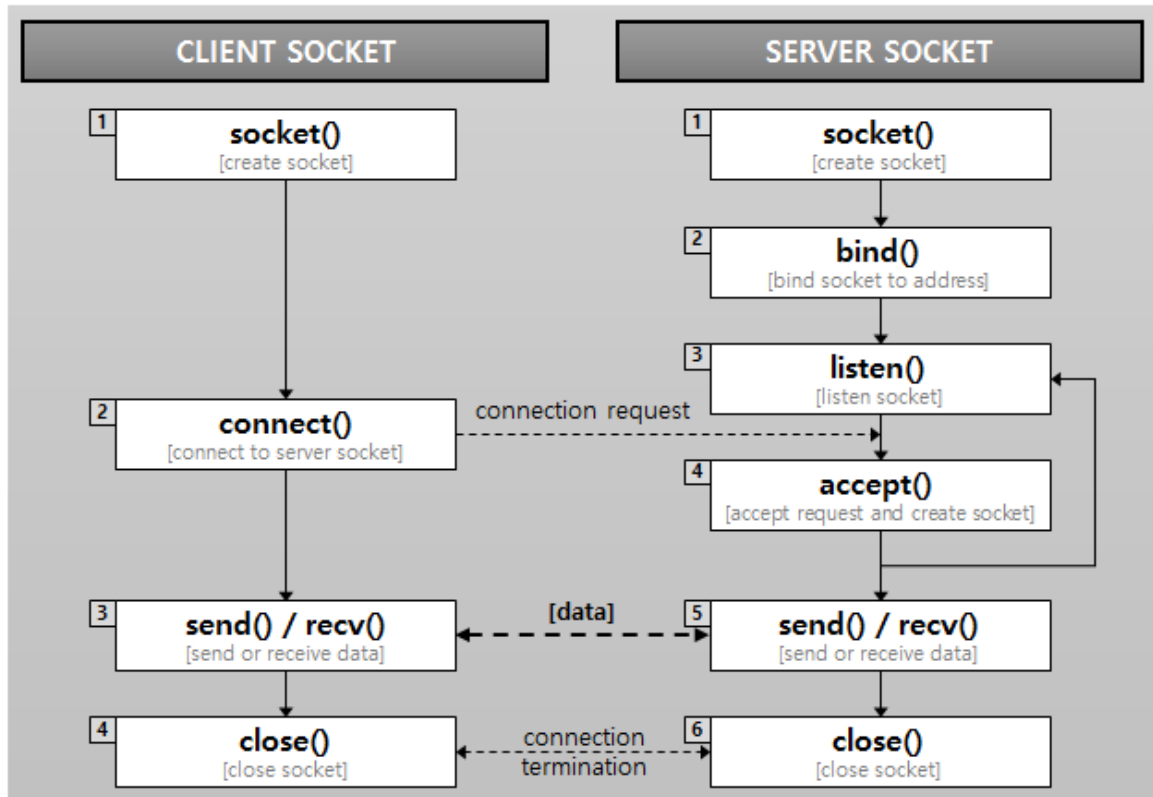 CLIENT SOCKET
SERVER SOCKET
1
socket()
[create socket]
1
socket()
[create socket]
2
bind()
[bind socket to address]
3
listen()
[listen socket]
2
connect()
[connect to server socket]
connection request
4
accept()
[accept request and create socket]
3
send() / recv()
[send or receive data]
[data]
5
send() / recv()
[send or receive data]
4
close()
[close socket]
connection
termination
6
close()
[close socket]